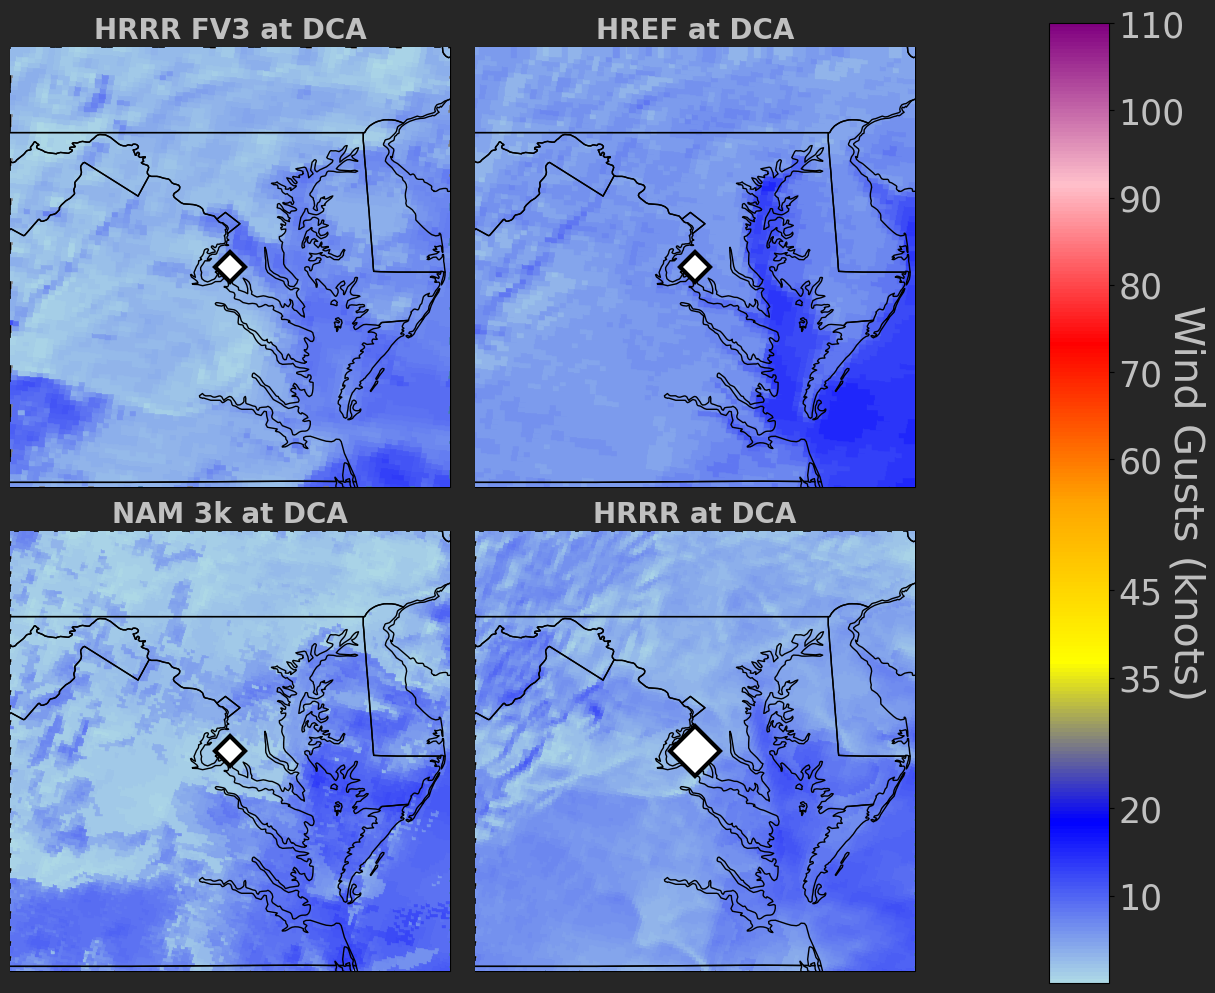 HRRR FV3 at DCA
HREF at DCA
NAM 3k at DCA
HRRR at DCA
110
100
90
80
70
60
45
35
20
10
Wind Gusts (knots)